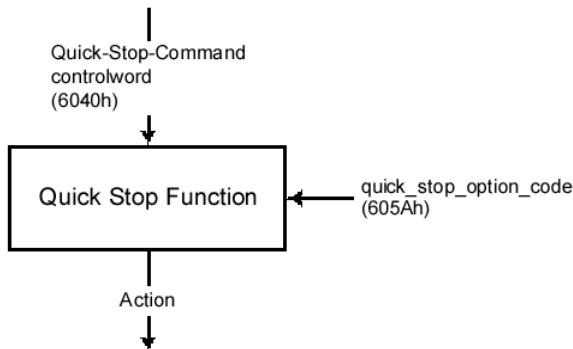 Quick-Stop-Command
controlword
(6040h)
Quick Stop Function
quick_stop_option_code
(605Ah)
Action